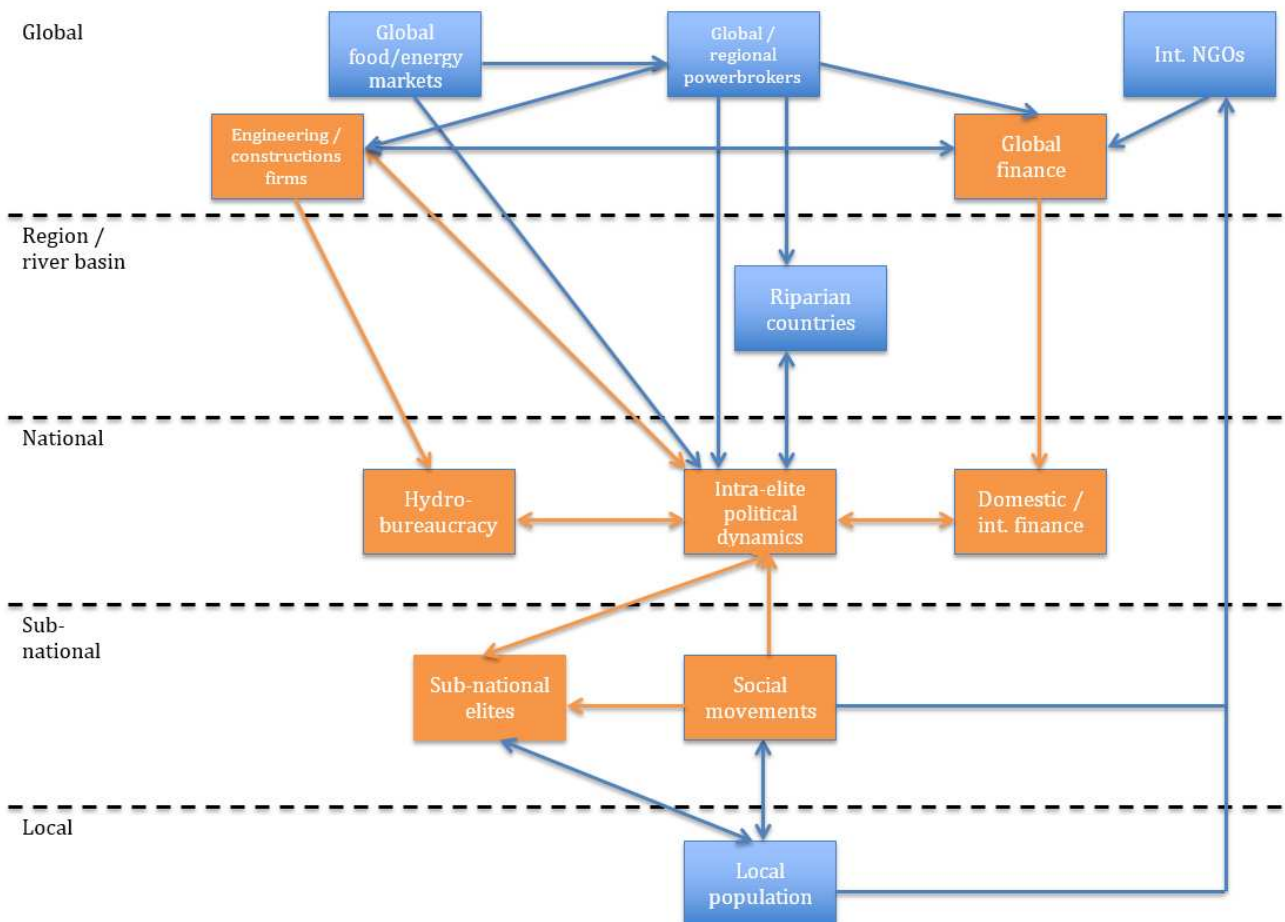 Global
Global
food/energy
markets
Global /
regional
powerbrokers
Int. NGOs
Engineering /
constructions
firms
Global
finance
Region /
river basin
Riparian
countries
National
Hydro-
bureaucracy
Intra-elite
political
dynamics
Domestic /
int. finance
Sub-
national
Sub-national
elites
Social
movements
Local
Local
population